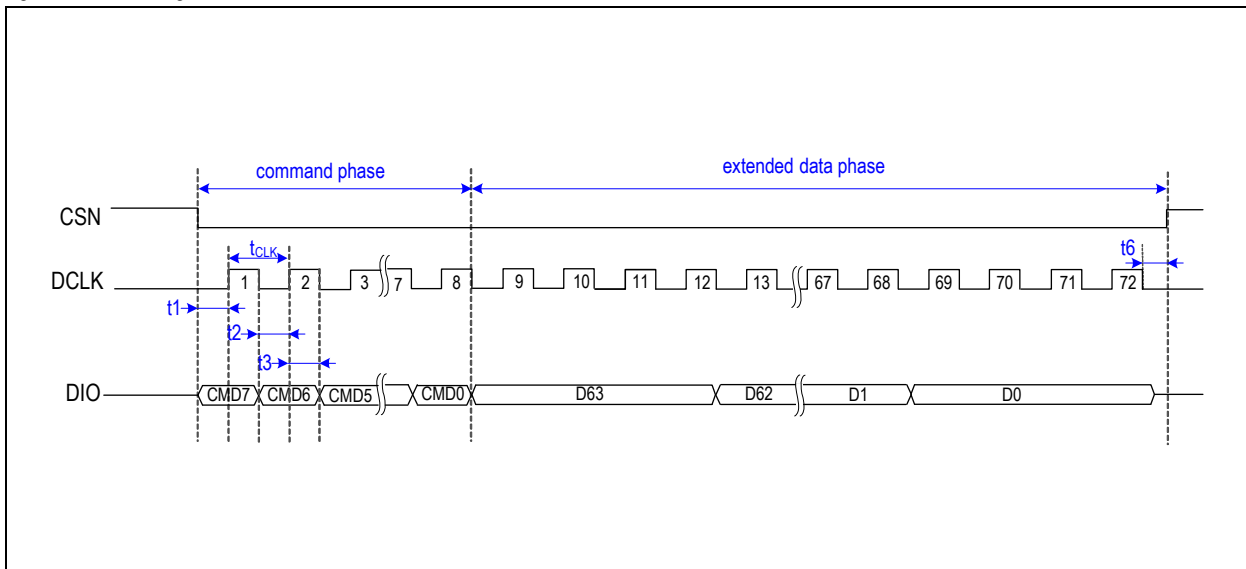 command phase
extended data phase
CSN
tCLK
t6
DCLK
1 2 3 7 8 9 10 11 12 13 67 68 69 70 71 72
t1
t2
t3
DIO
CMD7 CMD6 CMD5 CMD0 D63 D62 D1 D0